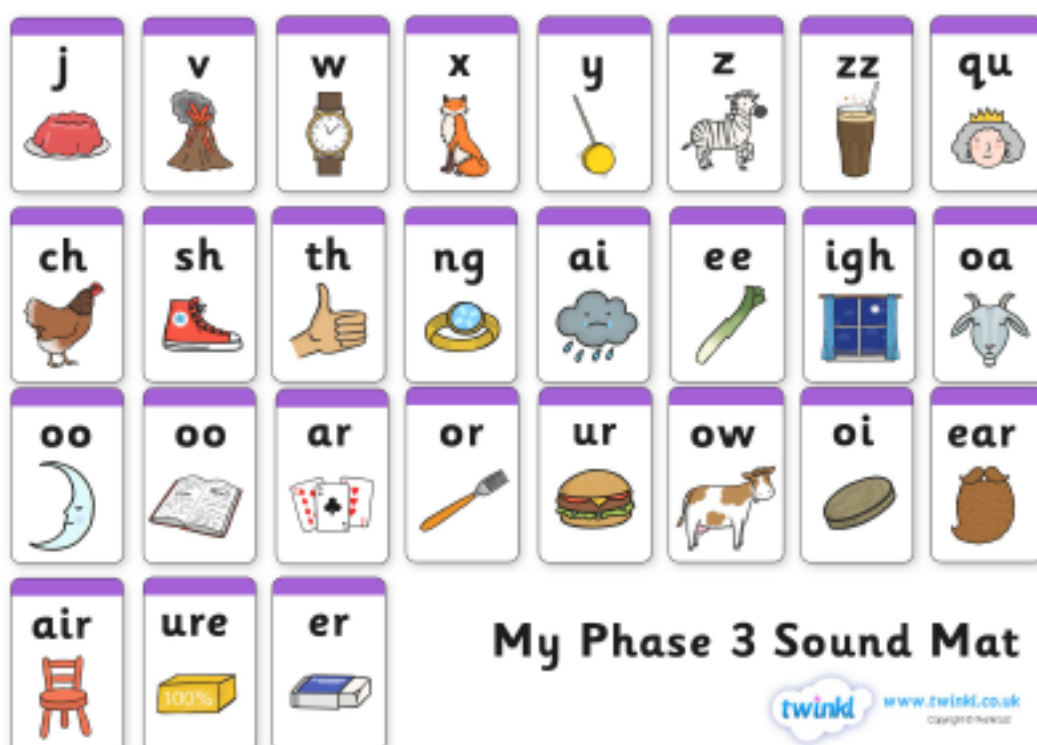 j v w x y z zz qu
ch sh th ng ai ee igh oa
oo oo ar or ur ow oi ear
air ure er
100%
My Phase 3 Sound Mat
twinkl www.twinkl.co.uk